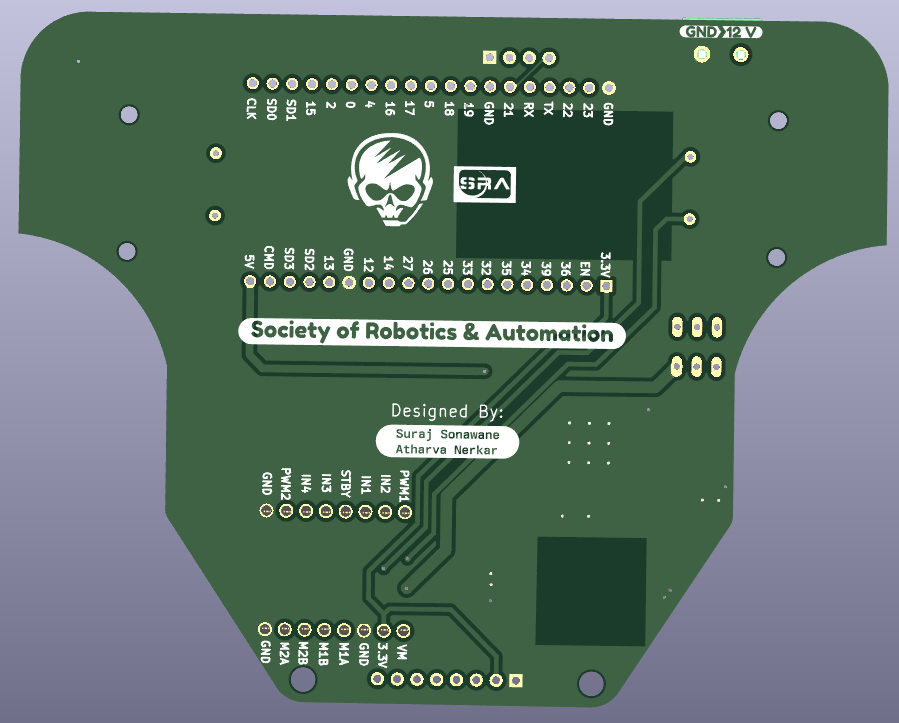 GND 12 V
CLK SD0 SD1 15 2 0 4 16 17 5 18 19 GND 21 RX TX 22 23 GND
SRA
5V CMD SD3 SD2 13 GND 12 14 27 26 25 33 32 35 34 39 36 EN 3.3V
Society of Robotics & Automation
Designed By:
Suraj Sonawane
Atharva Nerkar
GND PWM2 IN4 IN3 STBY IN1 IN2 PWM1
GND M2A M2B M1B M1A GND 3.3V VM